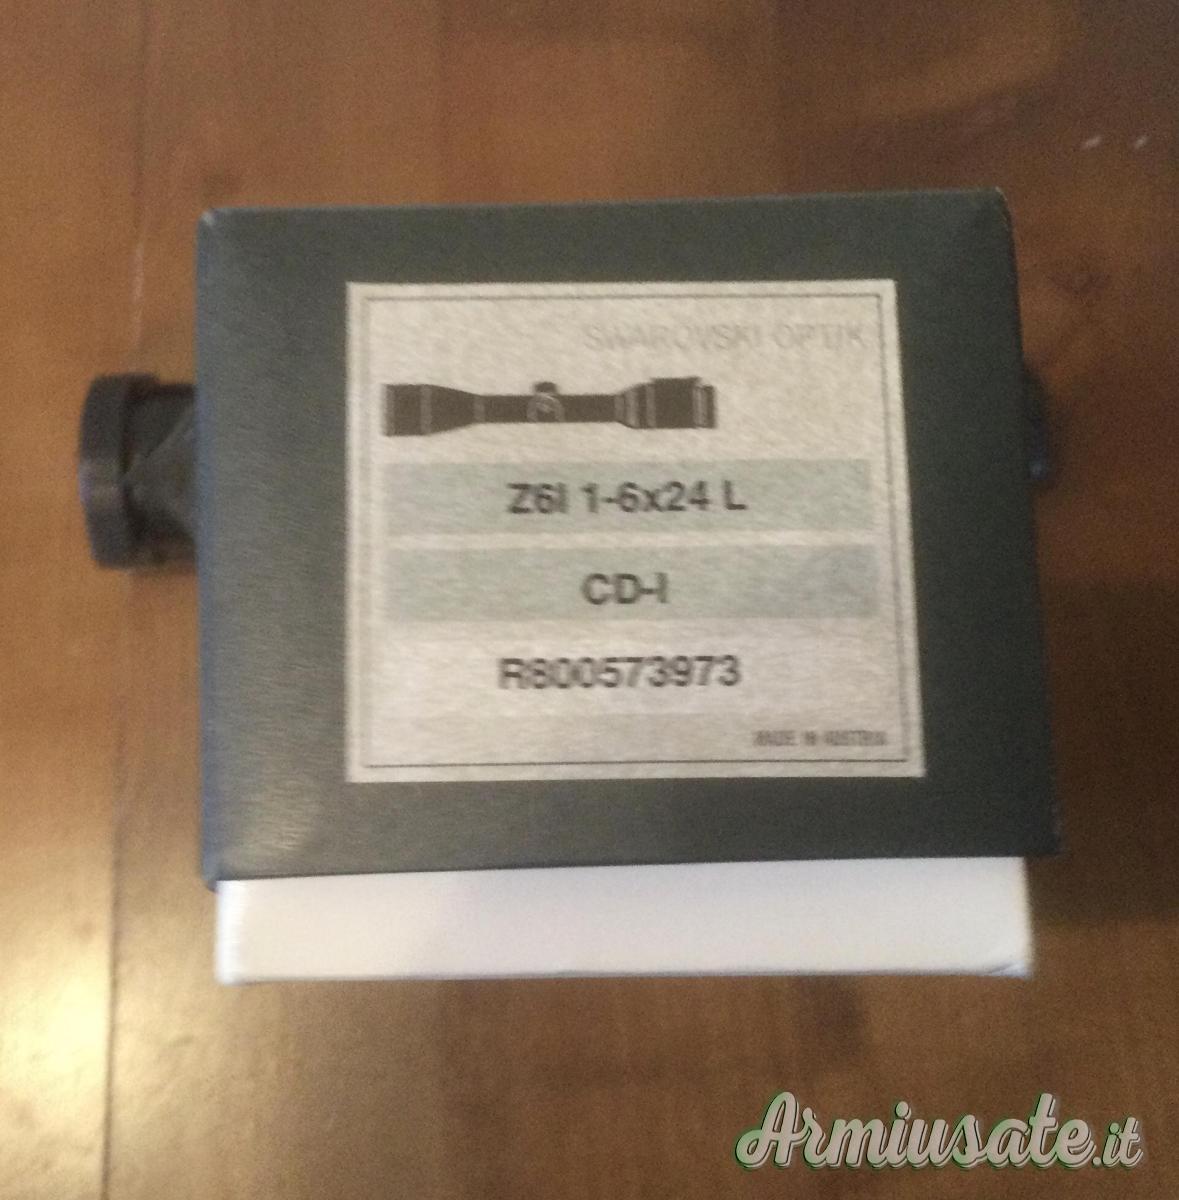 SWAROVSKI OPTIK
Z6I 1-6x24 L
CD-I
R800573973
MADE IN AUSTRIA
Armiusate.it